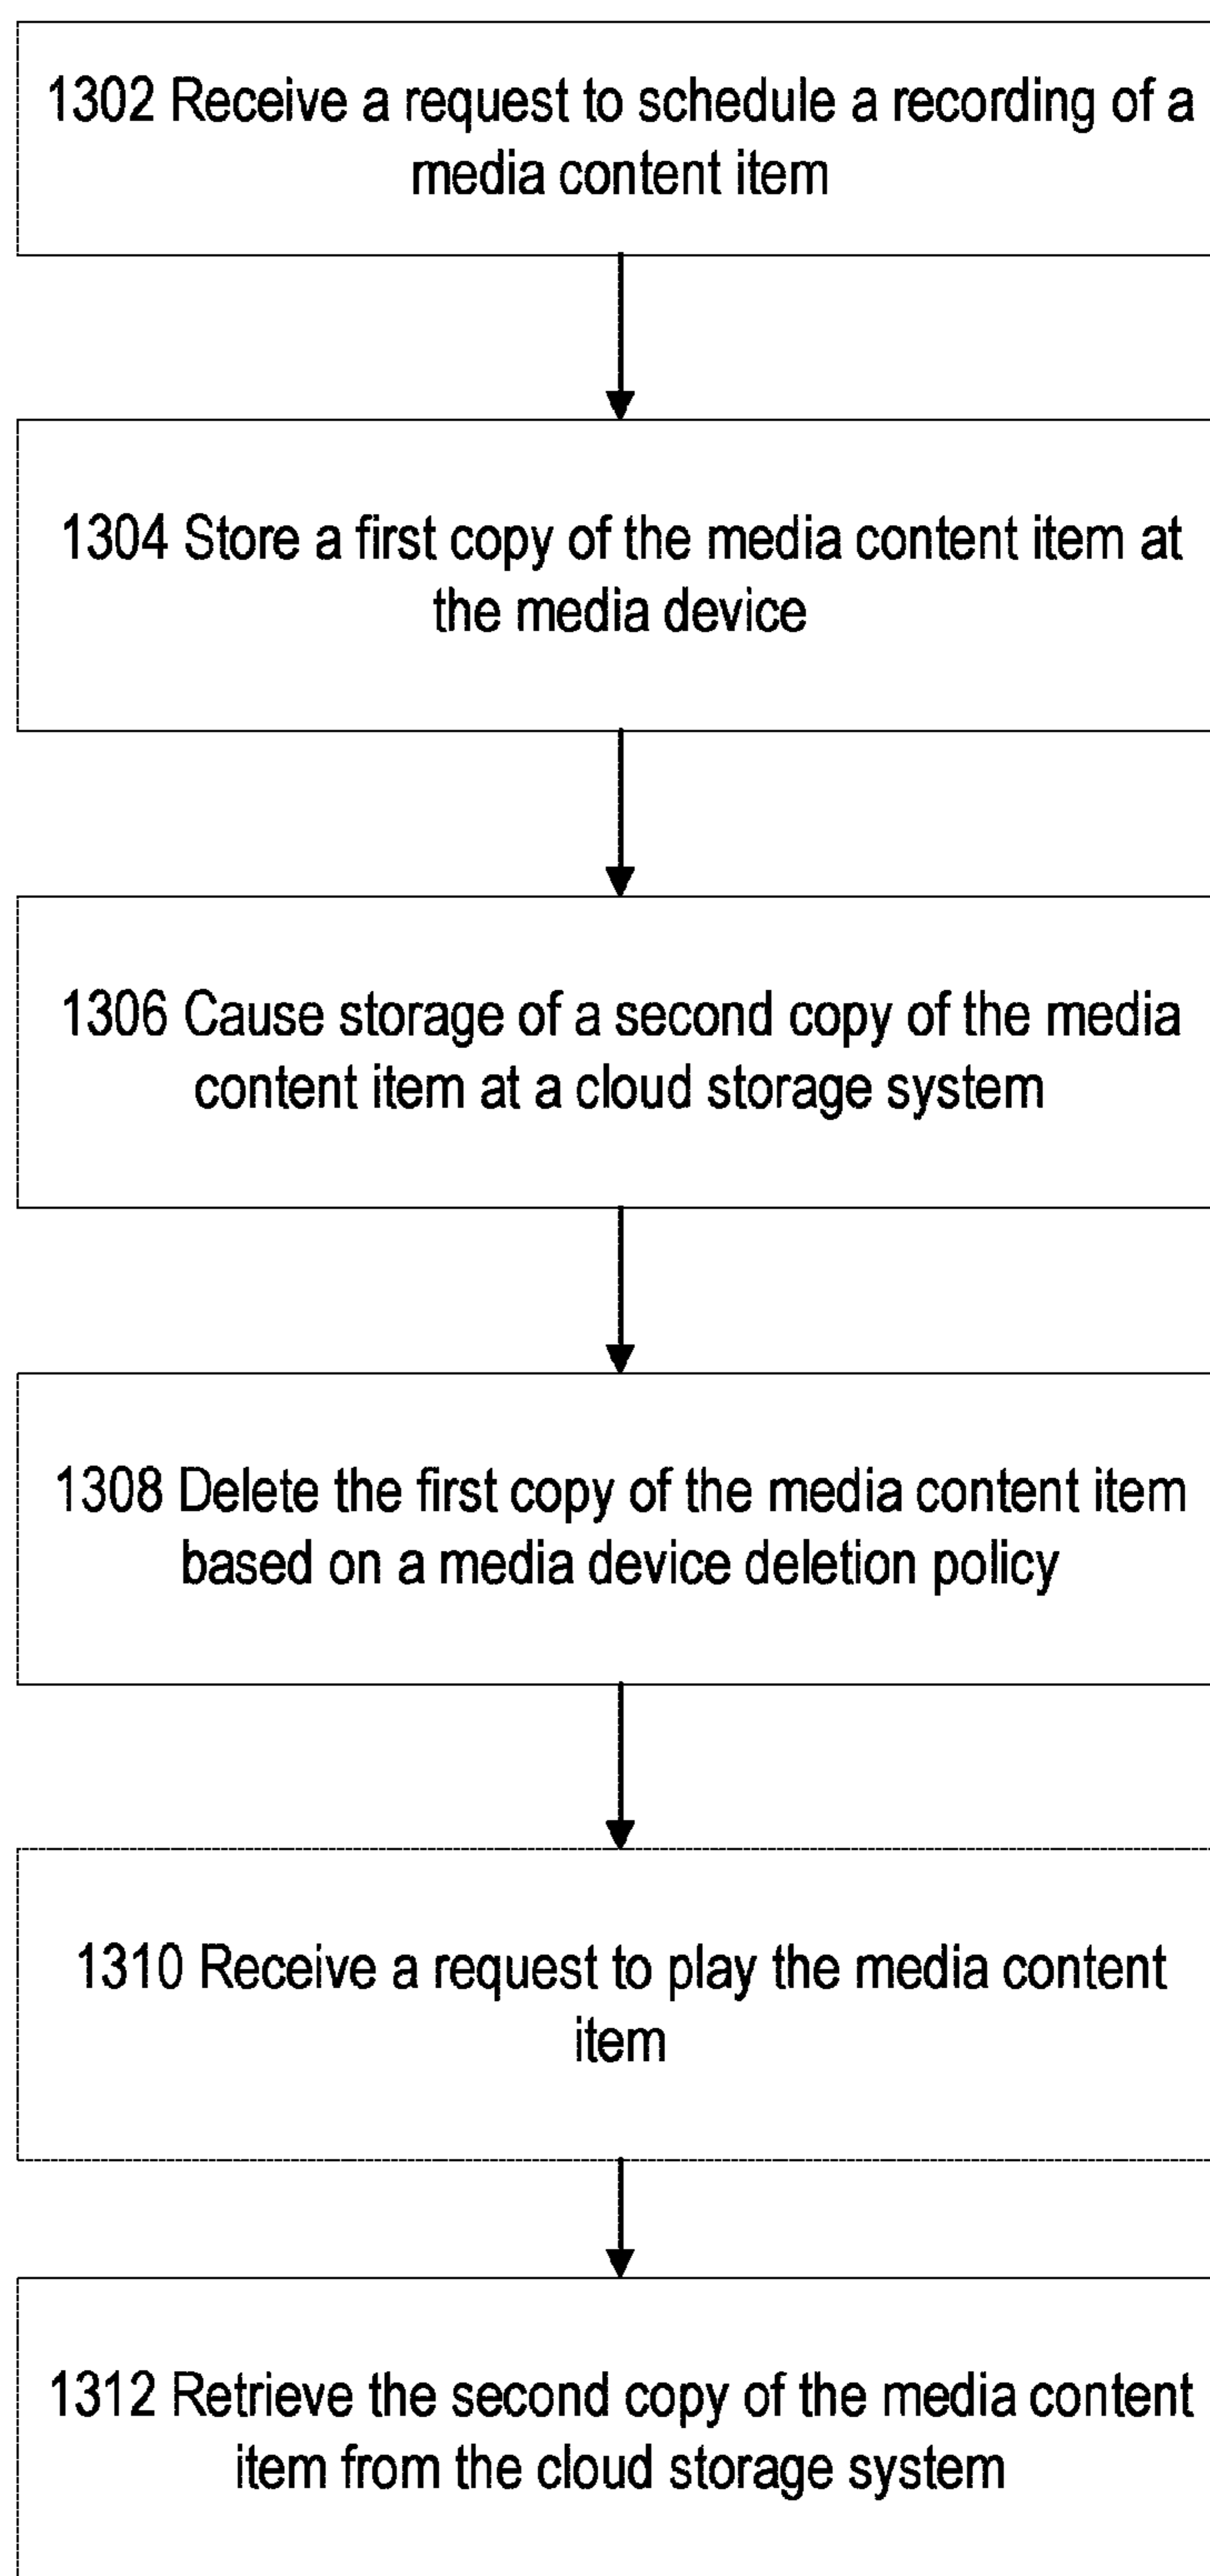 1302 Receive a request to schedule a recording of a
media content item
1304 Store a first copy of the media content item at
the media device
1306 Cause storage of a second copy of the media
content item at a cloud storage system
1308 Delete the first copy of the media content item
based on a media device deletion policy
1310 Receive a request to play the media content
item
1312 Retrieve the second copy of the media content
item from the cloud storage system